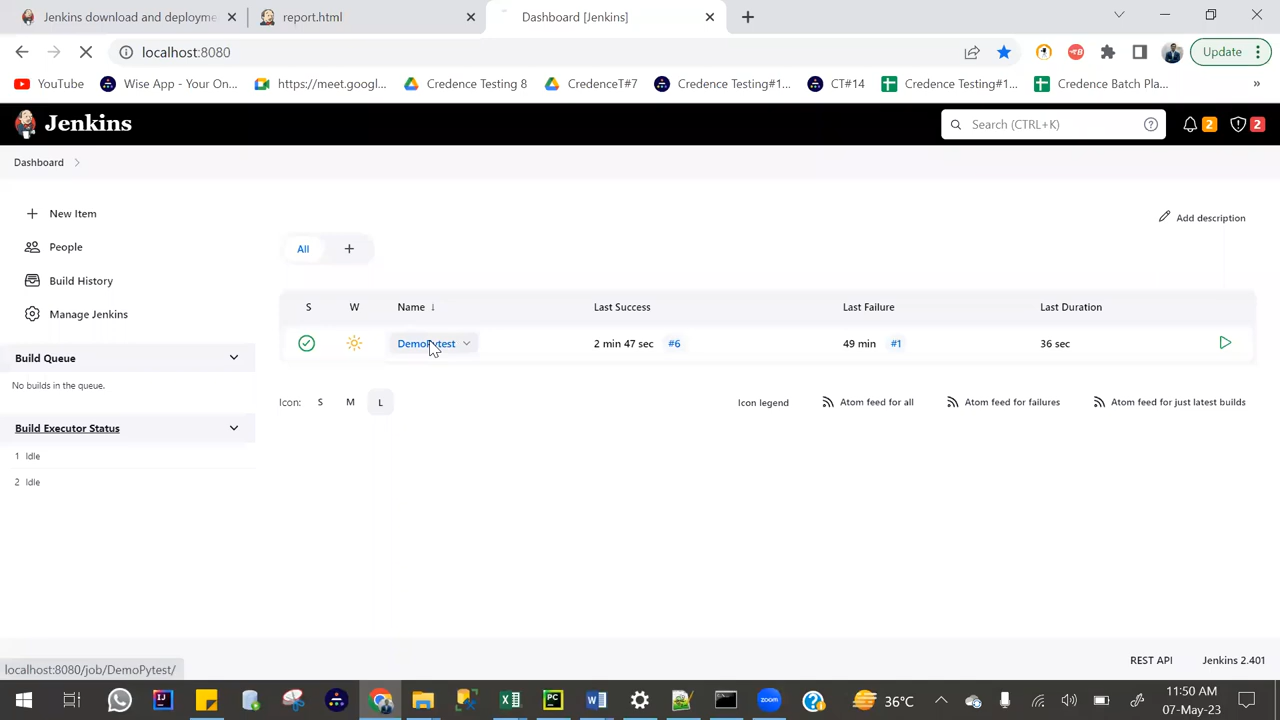 Jenkins download and deployme
report.html
Dashboard [Jenkins]
localhost:8080
Update
YouTube
Wise App - Your On...
https://meet.googl...
Credence Testing 8
CredenceT#7
Credence Testing#1...
CT#14
Credence Testing#1...
Credence Batch Pla...
»
Jenkins
Search (CTRL+K)
2
2
Dashboard
New Item
People
Build History
Manage Jenkins
Build Queue
No builds in the queue.
Build Executor Status
1 Idle
2 Idle
Add description
All
+
S W Name ↓ Last Success Last Failure Last Duration
DemoPytest 2 min 47 sec #6 49 min #1 36 sec
Icon: S M L
Icon legend
Atom feed for all
Atom feed for failures
Atom feed for just latest builds
REST API
Jenkins 2.401
localhost:8080/job/DemoPytest/
36°C
11:50 AM
07-May-23